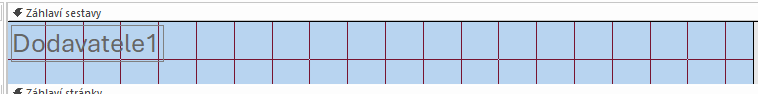 Záhlaví sestavy
Dodavatele1
Záhlaví stránky